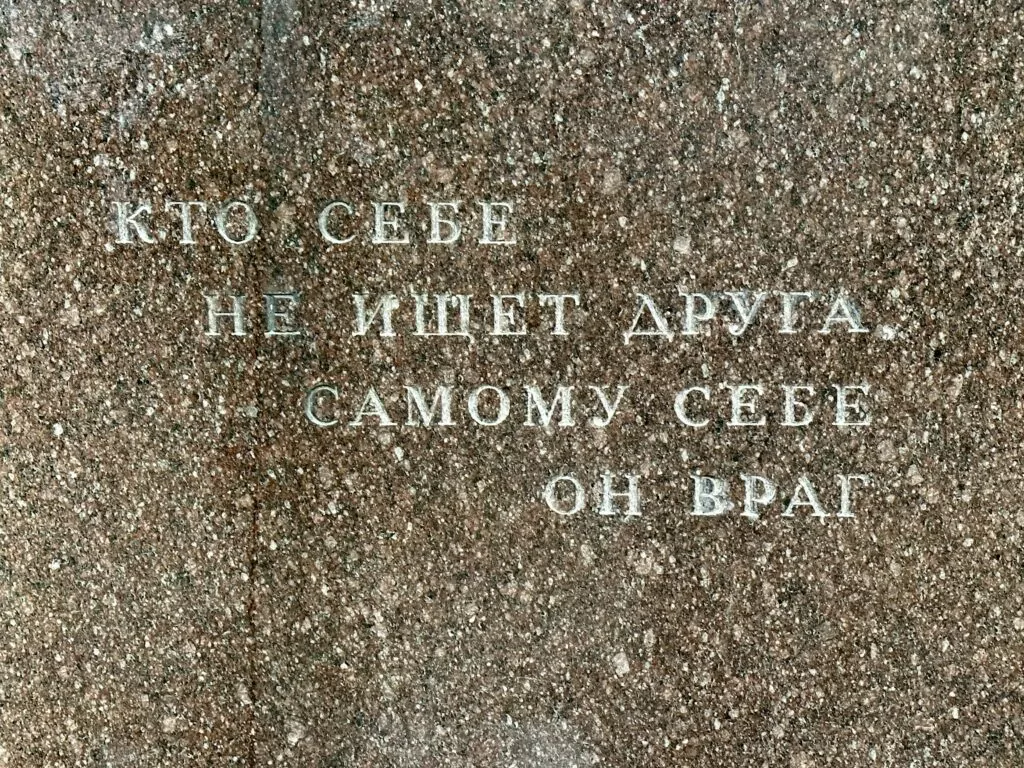 КТО СЕБЕ
НЕ ИЩЕТ ДРУГА
САМОМУ СЕБЕ
ОН ВРАГ